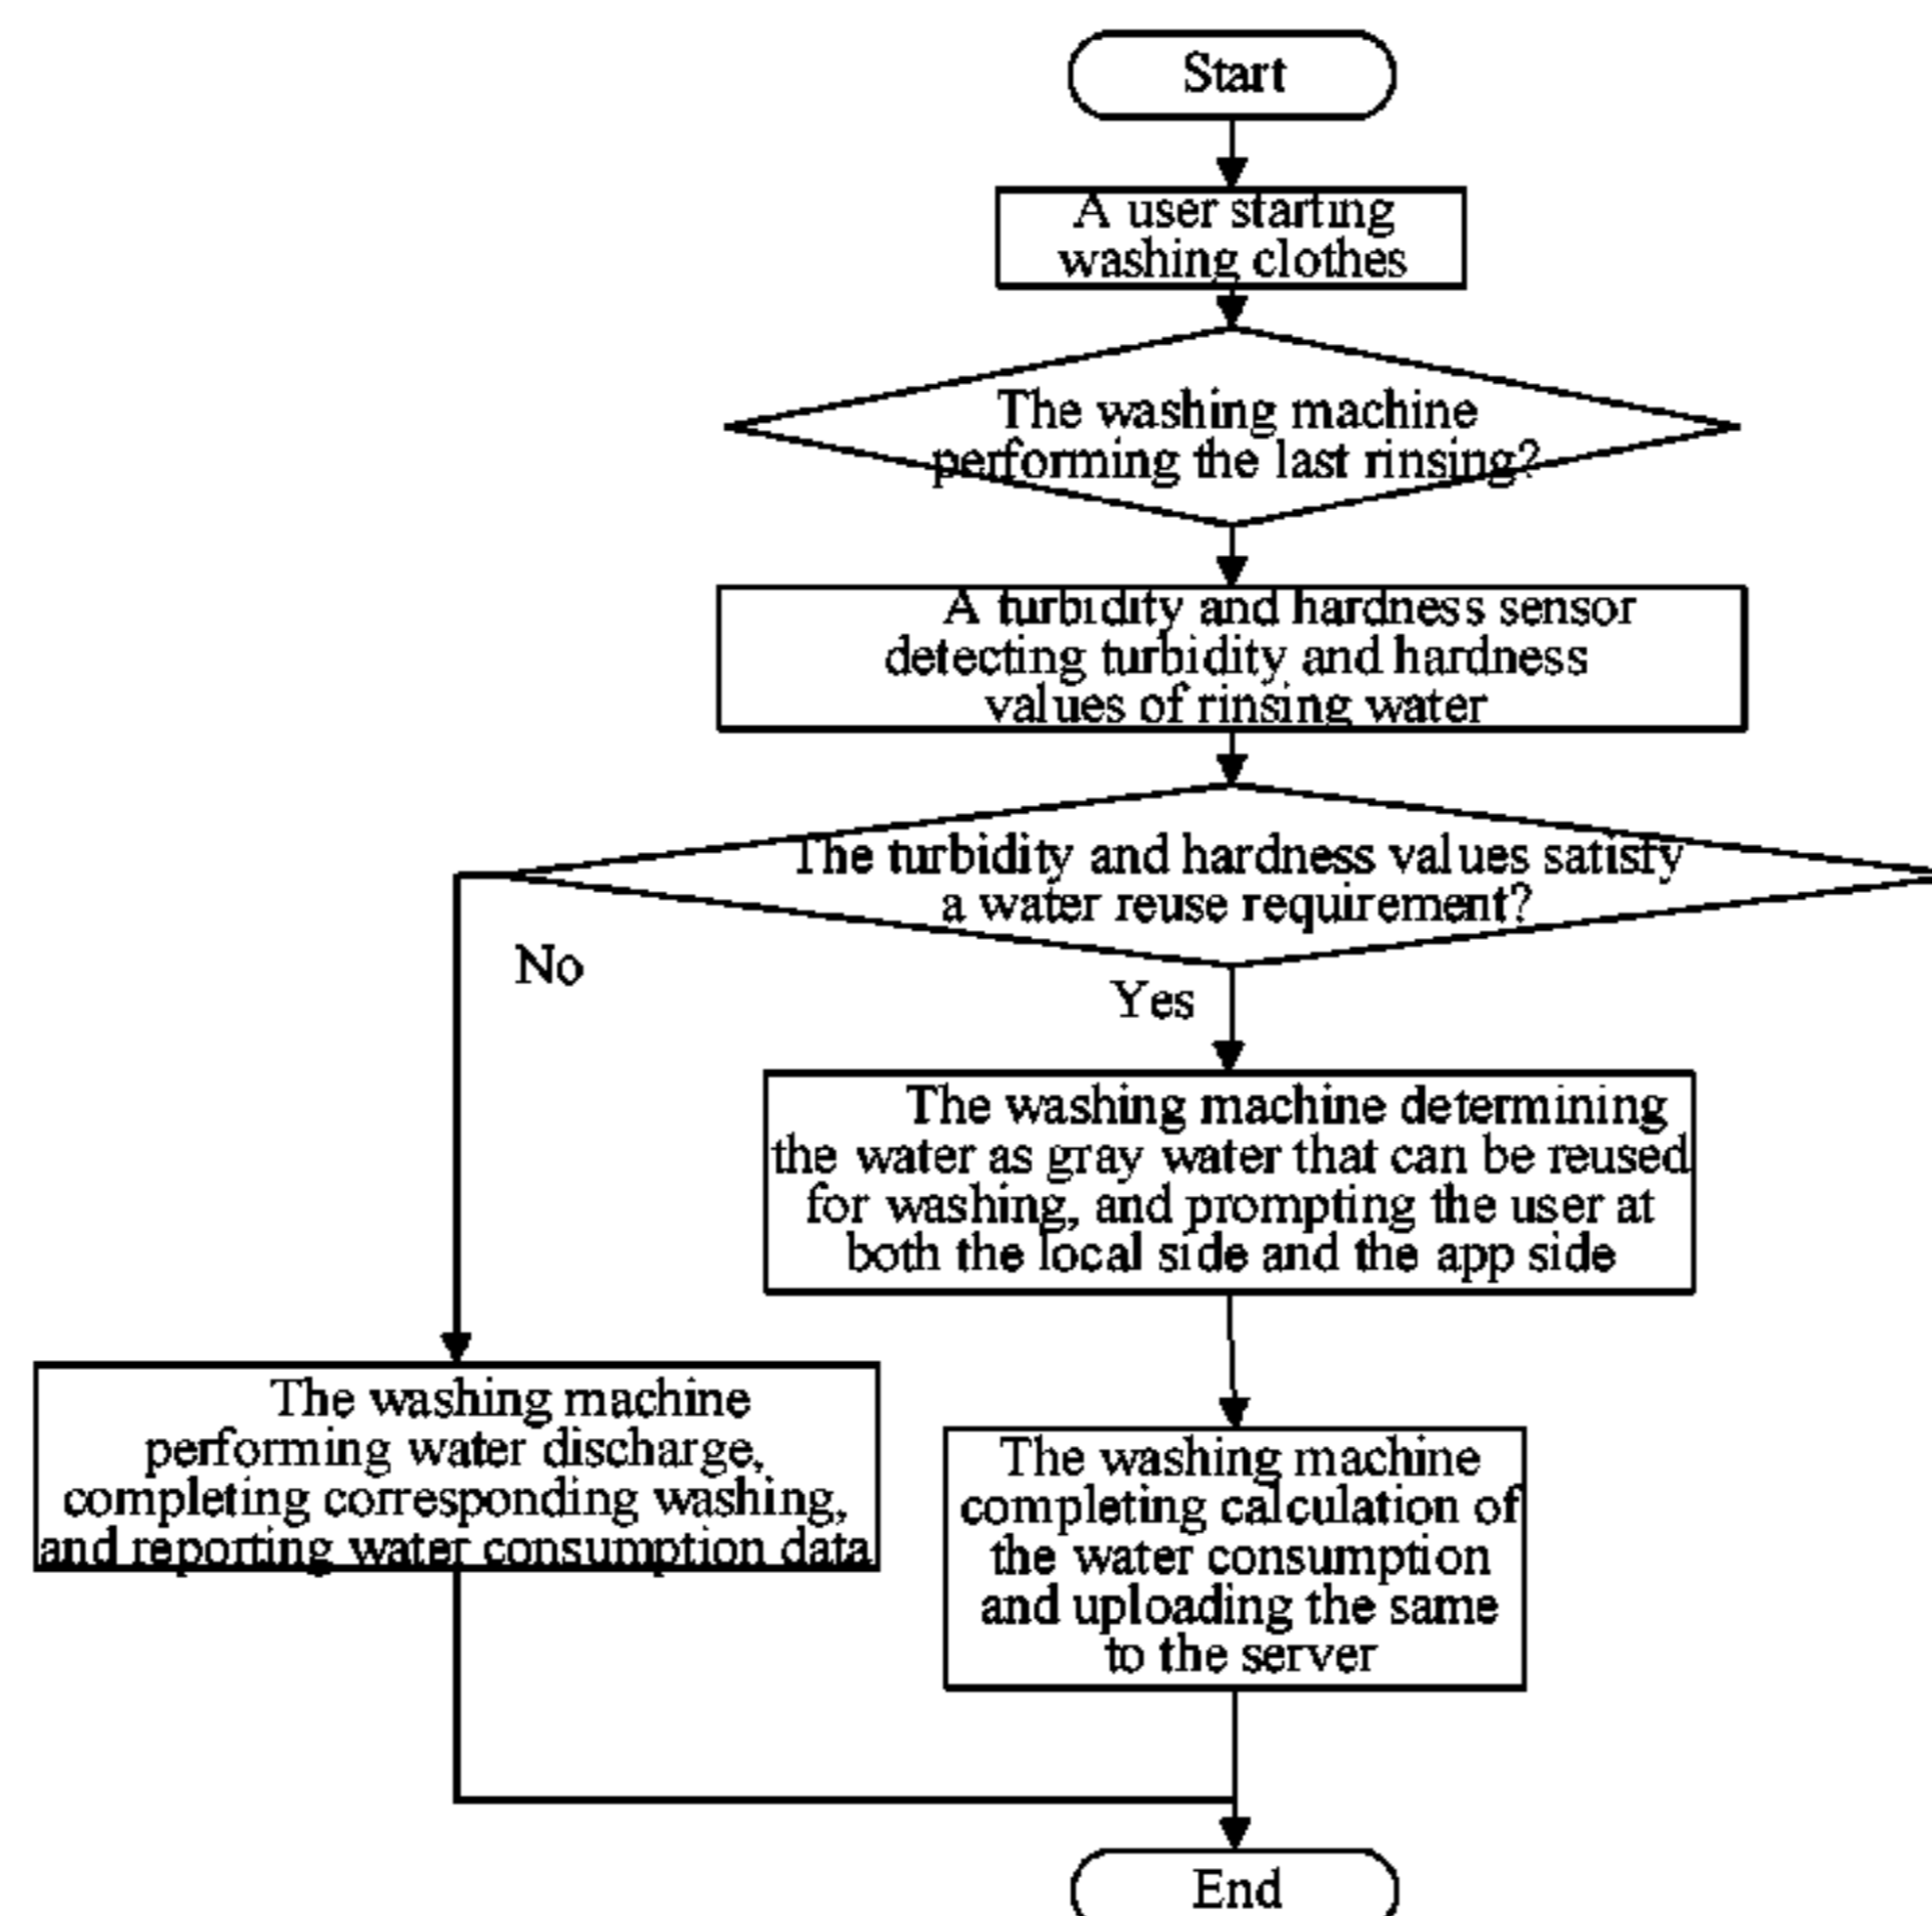 Start
A user starting
washing clothes
The washing machine
performing the last rinsing?
A turbidity and hardness sensor
detecting turbidity and hardness
values of rinsing water
The turbidity and hardness values satisfy
a water reuse requirement?
No
Yes
The washing machine determining
the water as gray water that can be reused
for washing, and prompting the user at
both the local side and the app side
The washing machine
performing water discharge,
completing corresponding washing,
and reporting water consumption data
The washing machine
completing calculation of
the water consumption
and uploading the same
to the server
End